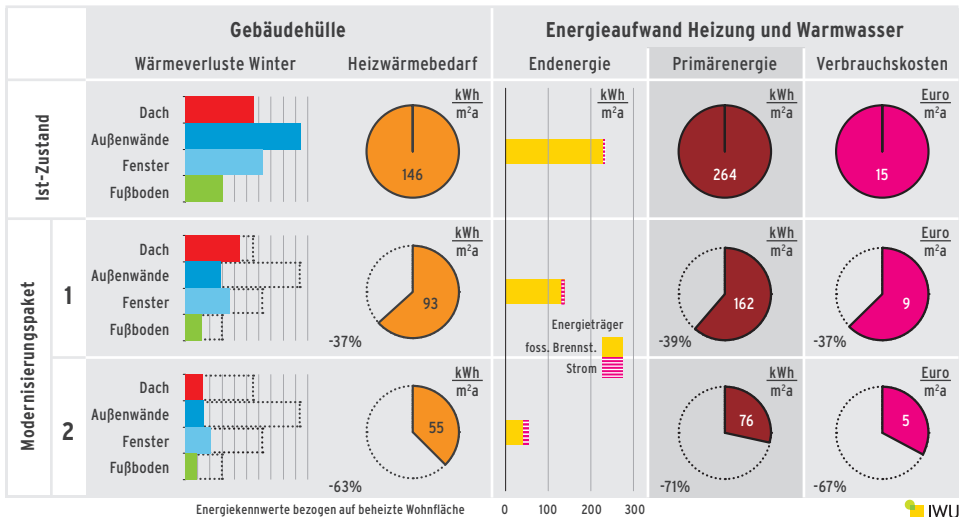 Gebäudehülle
Energieaufwand Heizung und Warmwasser
Wärmeverluste Winter
Heizwärmebedarf
Endenergie
Primärenergie
Verbrauchskosten
Ist-Zustand
Dach
Außenwände
Fenster
Fußboden
kWh
m²a
146
kWh
m²a
kWh
m²a
264
Euro
m²a
15
Modernisierungspaket
1
Dach
Außenwände
Fenster
Fußboden
kWh
m²a
93
-37%
Energieträger
foss. Brennst.
Strom
kWh
m²a
162
-39%
Euro
m²a
9
-37%
2
Dach
Außenwände
Fenster
Fußboden
kWh
m²a
55
-63%
kWh
m²a
76
-71%
Euro
m²a
5
-67%
Energiekennwerte bezogen auf beheizte Wohnfläche
0 100 200 300
IWU